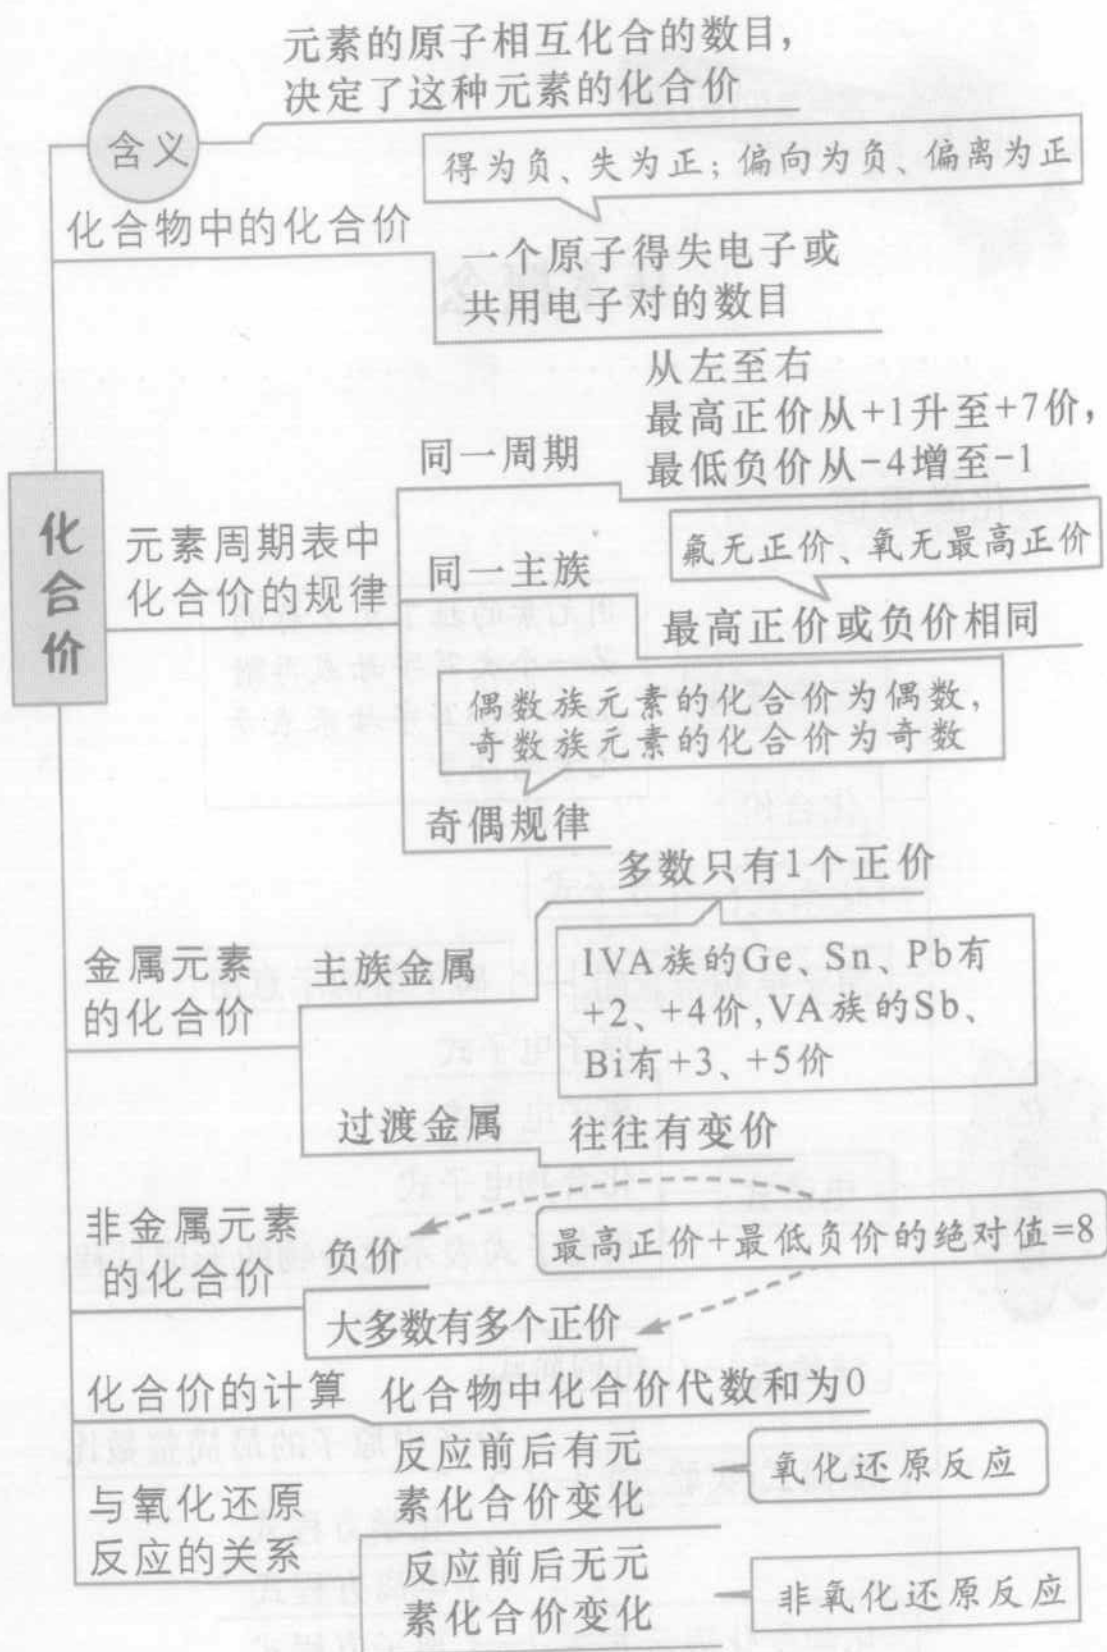 元素的原子相互化合的数目，
决定了这种元素的化合价
含义
得为负、失为正；偏向为负、偏离为正
化合物中的化合价
一个原子得失电子或
共用电子对的数目
从左至右
最高正价从+1升至+7价，
最低负价从-4增至-1
同一周期
化合价
元素周期表中
化合价的规律
氟无正价、氧无最高正价
同一主族
最高正价或负价相同
偶数族元素的化合价为偶数，
奇数族元素的化合价为奇数
奇偶规律
多数只有1个正价
金属元素
的化合价
主族金属
IVA族的Ge、Sn、Pb有
+2、+4价,VA族的Sb、
Bi有+3、+5价
过渡金属
往往有变价
非金属元素
的化合价
负价
最高正价+最低负价的绝对值=8
大多数有多个正价
化合价的计算
化合物中化合价代数和为0
与氧化还原
反应的关系
反应前后有元
素化合价变化
氧化还原反应
反应前后无元
素化合价变化
非氧化还原反应